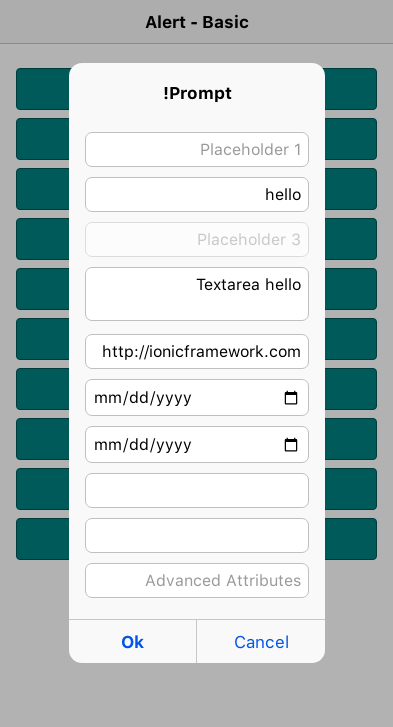 Alert - Basic
!Prompt
Placeholder 1
hello
Placeholder 3
Textarea hello
http://ionicframework.com
mm/dd/yyyy
mm/dd/yyyy
Advanced Attributes
Ok
Cancel